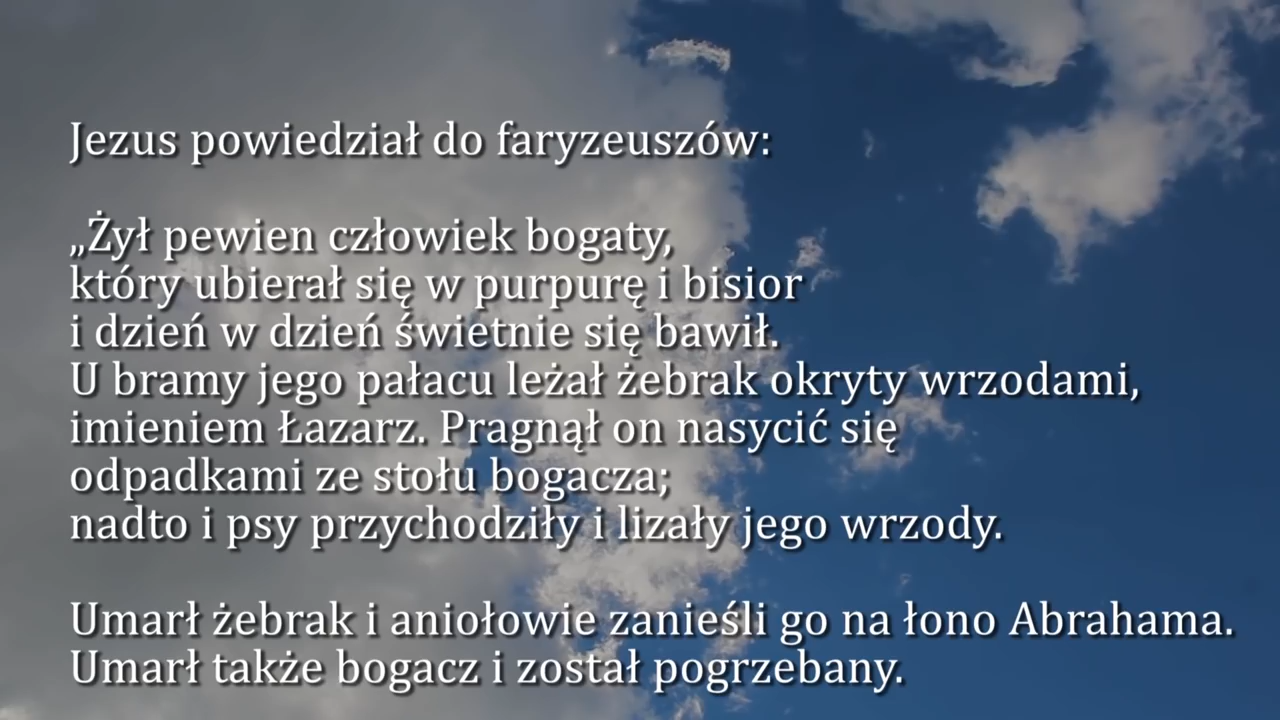 Jezus powiedział do faryzeuszów:
„Żył pewien człowiek bogaty,
który ubierał się w purpurę i bisior
i dzień w dzień świetnie się bawił.
U bramy jego pałacu leżał żebrak okryty wrzodami,
imieniem Łazarz. Pragnął on nasycić się
odpadkami ze stołu bogacza;
nadto i psy przychodziły i lizały jego wrzody.
Umarł żebrak i aniołowie zanieśli go na łono Abrahama.
Umarł także bogacz i został pogrzebany.